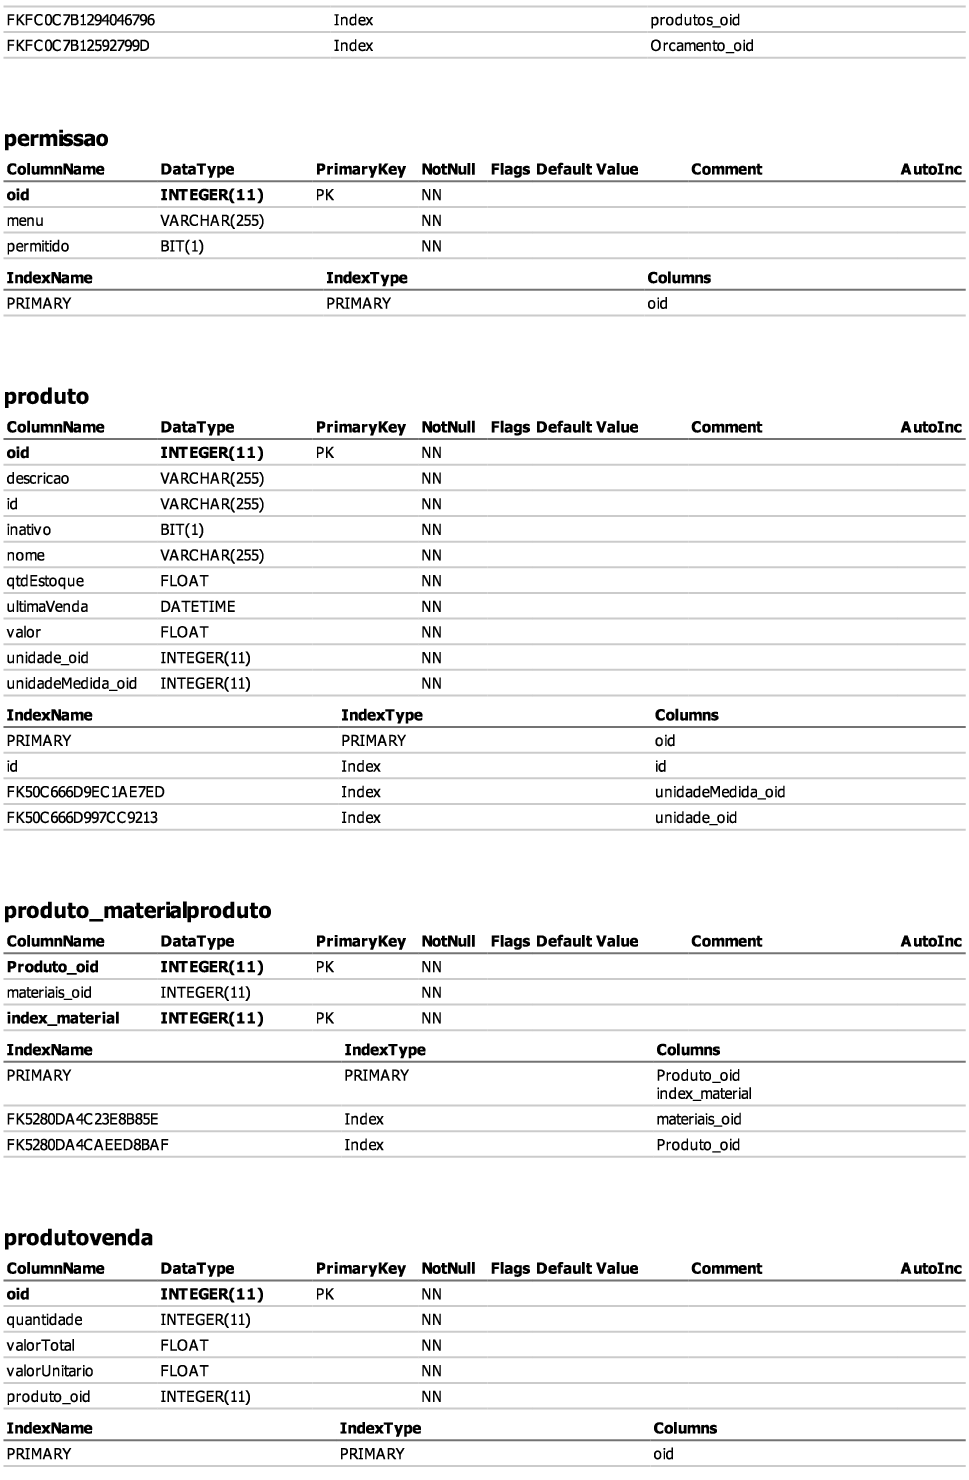 FKFC0C7B1294046796 Index produtos_oid
FKFC0C7B12592799D Index Orcamento_oid
permissao
ColumnName DataType PrimaryKey NotNull Flags Default Value Comment AutoInc
oid INTEGER(11) PK NN
menu VARCHAR(255) NN
permitido BIT(1) NN
IndexName IndexType Columns
PRIMARY PRIMARY oid
produto
ColumnName DataType PrimaryKey NotNull Flags Default Value Comment AutoInc
oid INTEGER(11) PK NN
descricao VARCHAR(255) NN
id VARCHAR(255) NN
inativo BIT(1) NN
nome VARCHAR(255) NN
qtdEstoque FLOAT NN
ultimaVenda DATETIME NN
valor FLOAT NN
unidade_oid INTEGER(11) NN
unidadeMedida_oid INTEGER(11) NN
IndexName IndexType Columns
PRIMARY PRIMARY oid
id Index id
FK50C666D9EC1AE7ED Index unidadeMedida_oid
FK50C666D997CC9213 Index unidade_oid
produto_materialproduto
ColumnName DataType PrimaryKey NotNull Flags Default Value Comment AutoInc
Produto_oid INTEGER(11) PK NN
materiais_oid INTEGER(11) NN
index_material INTEGER(11) PK NN
IndexName IndexType Columns
PRIMARY PRIMARY Produto_oid
index_material
FK5280DA4C23E8B85E Index materiais_oid
FK5280DA4CAEED8BAF Index Produto_oid
produtovenda
ColumnName DataType PrimaryKey NotNull Flags Default Value Comment AutoInc
oid INTEGER(11) PK NN
quantidade INTEGER(11) NN
valorTotal FLOAT NN
valorUnitario FLOAT NN
produto_oid INTEGER(11) NN
IndexName IndexType Columns
PRIMARY PRIMARY oid